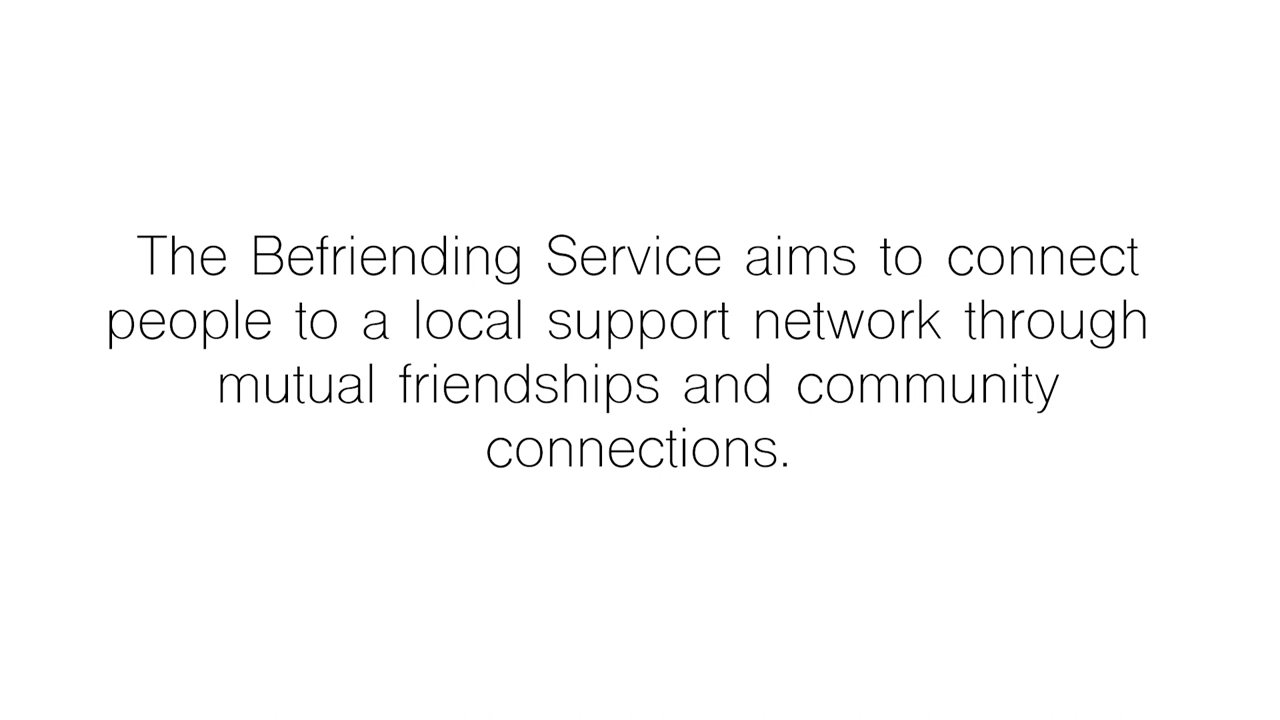 The Befriending Service aims to connect
people to a local support network through
mutual friendships and community
connections.